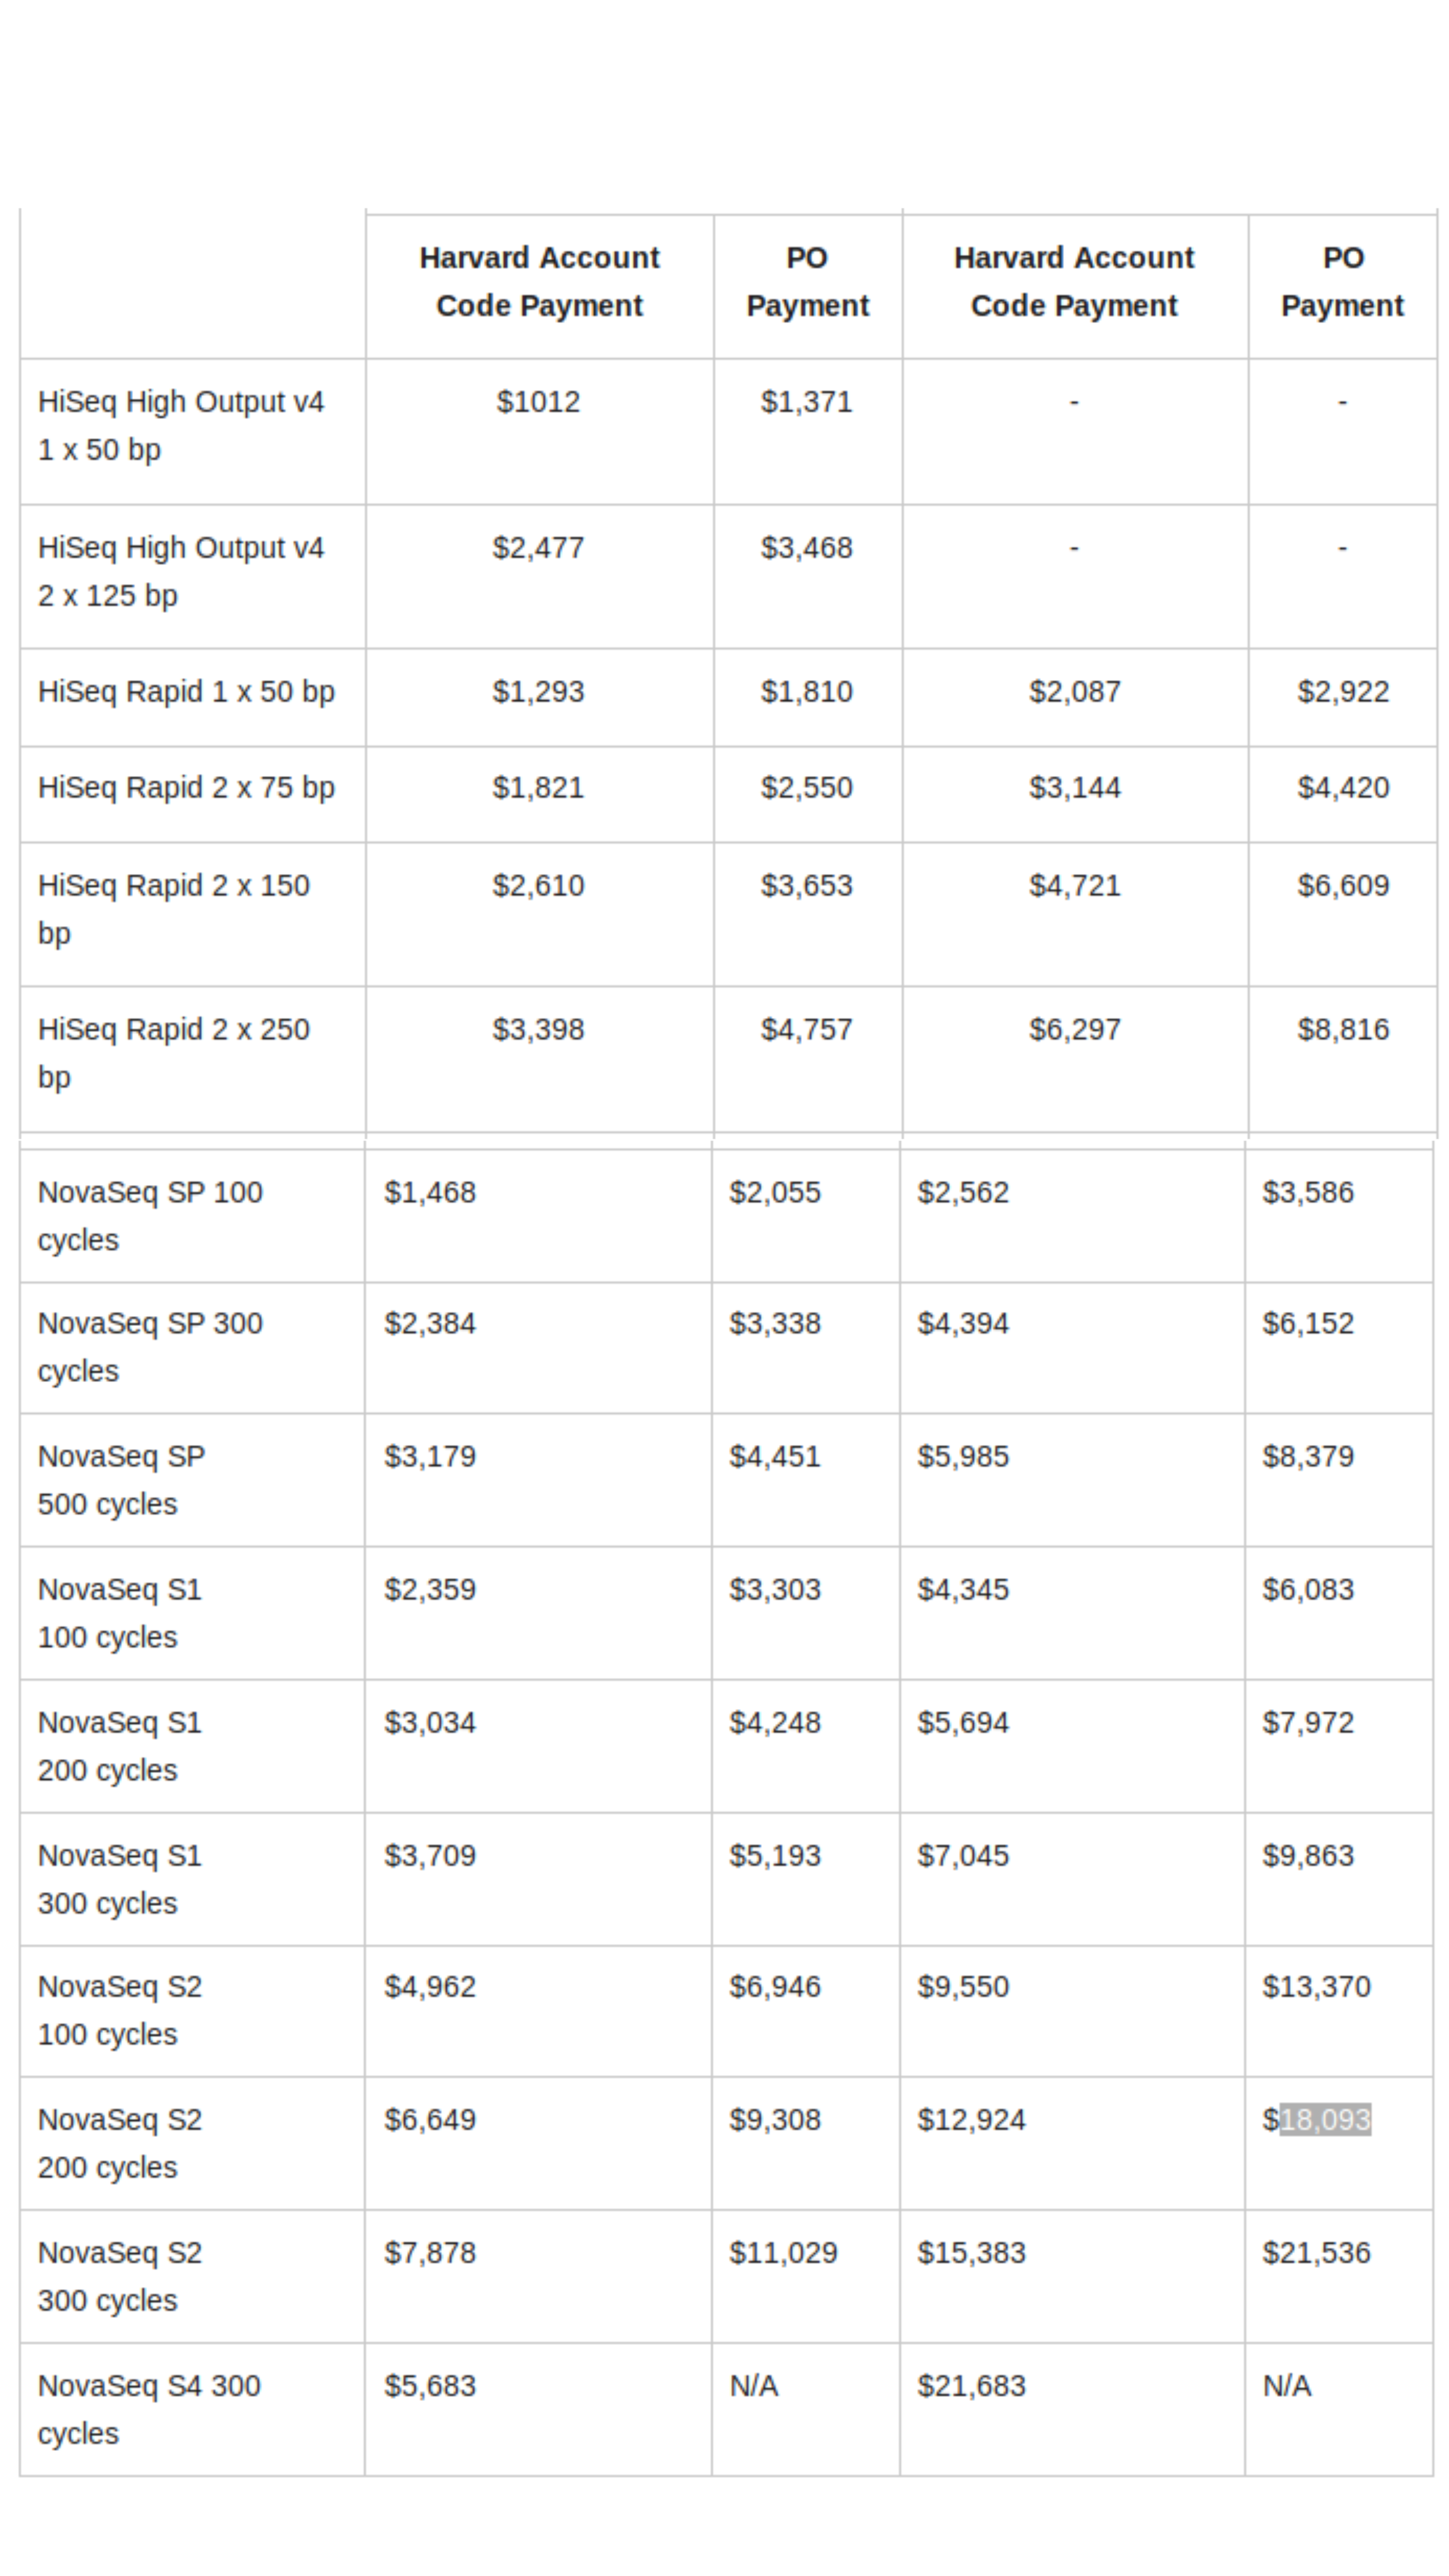 Harvard Account PO Harvard Account PO
Code Payment Payment Code Payment Payment
HiSeq High Output v4 $1012 $1,371 - -
1 x 50 bp
HiSeq High Output v4 $2,477 $3,468 - -
2 x 125 bp
HiSeq Rapid 1 x 50 bp $1,293 $1,810 $2,087 $2,922
HiSeq Rapid 2 x 75 bp $1,821 $2,550 $3,144 $4,420
HiSeq Rapid 2 x 150 $2,610 $3,653 $4,721 $6,609
bp
HiSeq Rapid 2 x 250 $3,398 $4,757 $6,297 $8,816
bp
NovaSeq SP 100 $1,468 $2,055 $2,562 $3,586
cycles
NovaSeq SP 300 $2,384 $3,338 $4,394 $6,152
cycles
NovaSeq SP $3,179 $4,451 $5,985 $8,379
500 cycles
NovaSeq S1 $2,359 $3,303 $4,345 $6,083
100 cycles
NovaSeq S1 $3,034 $4,248 $5,694 $7,972
200 cycles
NovaSeq S1 $3,709 $5,193 $7,045 $9,863
300 cycles
NovaSeq S2 $4,962 $6,946 $9,550 $13,370
100 cycles
NovaSeq S2 $6,649 $9,308 $12,924 $18,093
200 cycles
NovaSeq S2 $7,878 $11,029 $15,383 $21,536
300 cycles
NovaSeq S4 300 $5,683 N/A $21,683 N/A
cycles